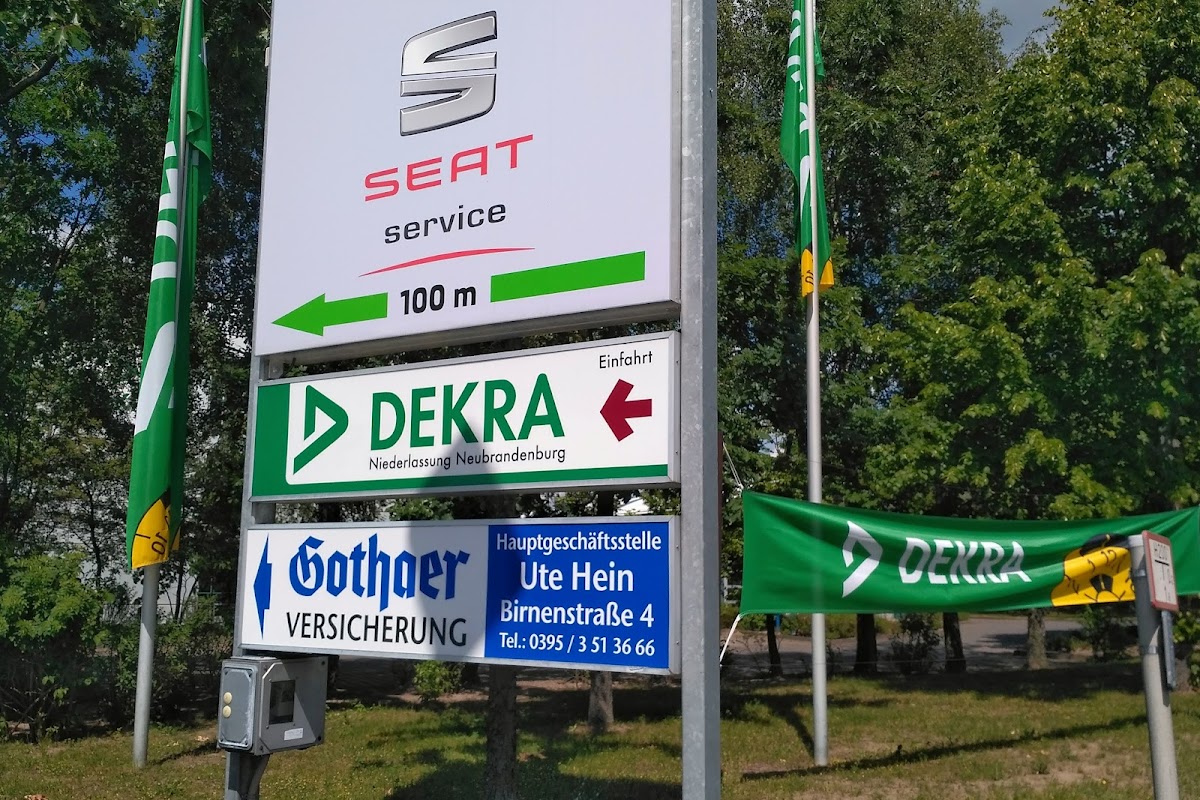 SEAT
service
100 m
Einfahrt
DEKRA
Niederlassung Neubrandenburg
Gothaer
VERSICHERUNG
Hauptgeschäftsstelle
Ute Hein
Birnenstraße 4
Tel.: 0395 / 3 51 36 66
DEKRA